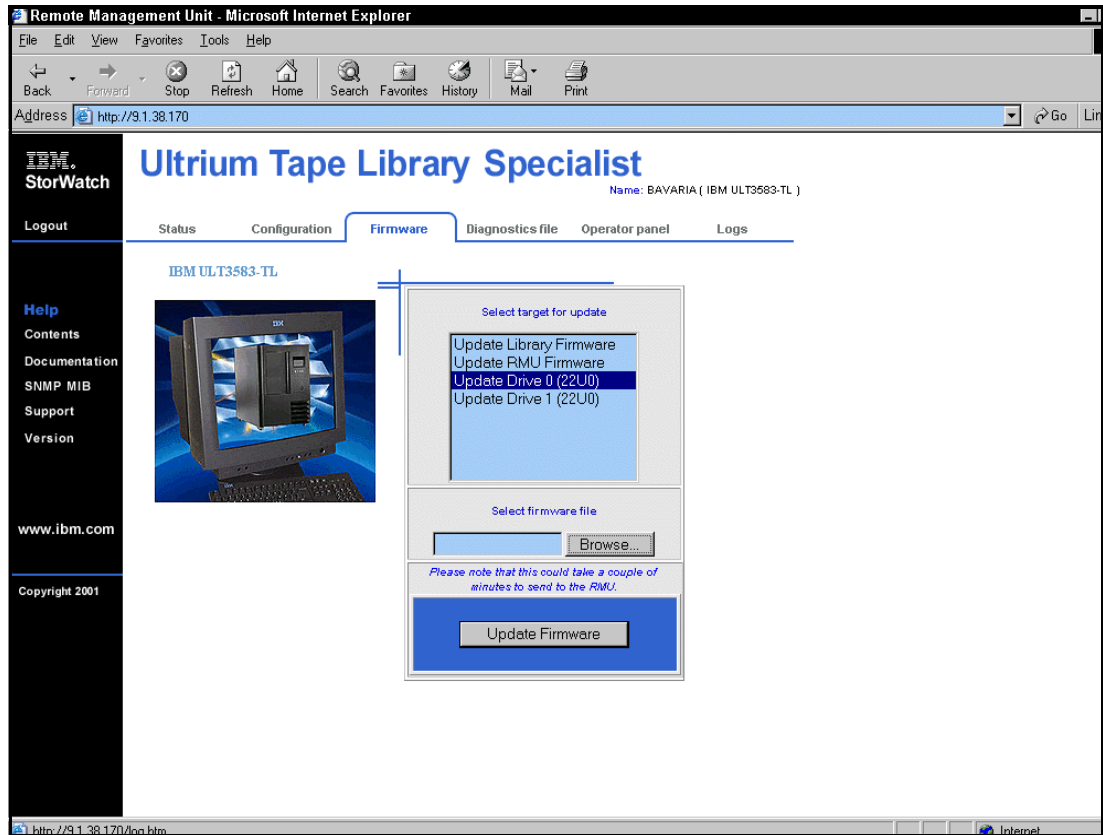 Remote Management Unit - Microsoft Internet Explorer
File Edit View Favorites Tools Help
Back Forward Stop Refresh Home Search Favorites History Mail Print
Address http://9.1.38.170 Go Lin
IBM.
StorWatch
Ultrium Tape Library Specialist
Name: BAVARIA ( IBM ULT3583-TL )
Logout
Status Configuration Firmware Diagnostics file Operator panel Logs
IBM ULT3583-TL
Help
Contents
Documentation
SNMP MIB
Support
Version
www.ibm.com
Copyright 2001
Select target for update
Update Library Firmware
Update RMU Firmware
Update Drive 0 (22U0)
Update Drive 1 (22U0)
Select firmware file
Browse...
Please note that this could take a couple of
minutes to send to the RMU.
Update Firmware
http://9.1.38.170/log.htm Internet